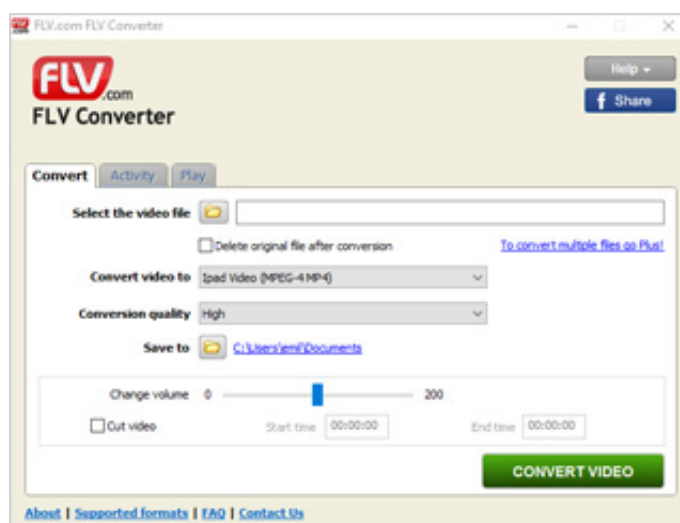 FLV.com FLV Converter
FLV.com
FLV Converter
Help
f Share
Convert Activity Play
Select the video file
Delete original file after conversion To convert multiple files go Plus!
Convert video to Ipad Video (MPEG-4 MP4)
Conversion quality High
Save to C:\Users\emil\Documents
Change volume 0 200
Cut video Start time 00:00:00 End time 00:00:00
CONVERT VIDEO
About | Supported formats | FAQ | Contact Us